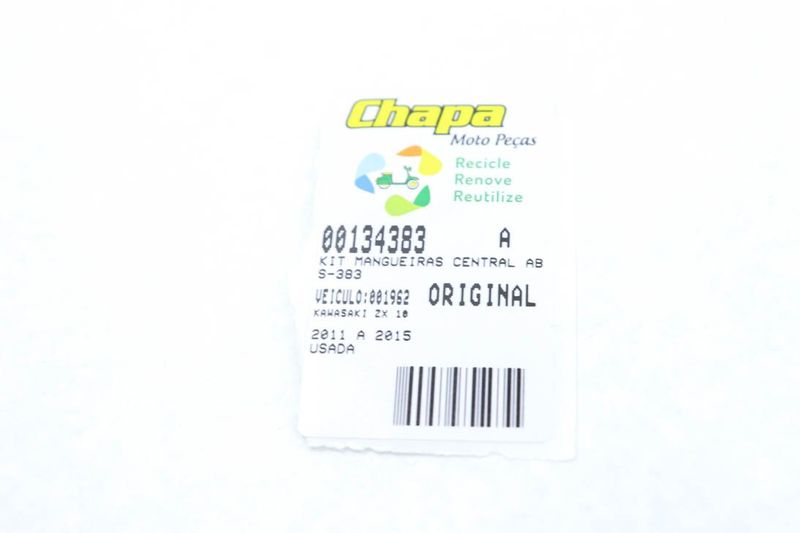 Chapa
Moto Peças
Recicle
Renove
Reutilize
00134383 A
KIT MANGUEIRAS CENTRAL AB
S-383
VEICULO:001962 ORIGINAL
KAWASAKI ZX 10
2011 A 2015
USADA